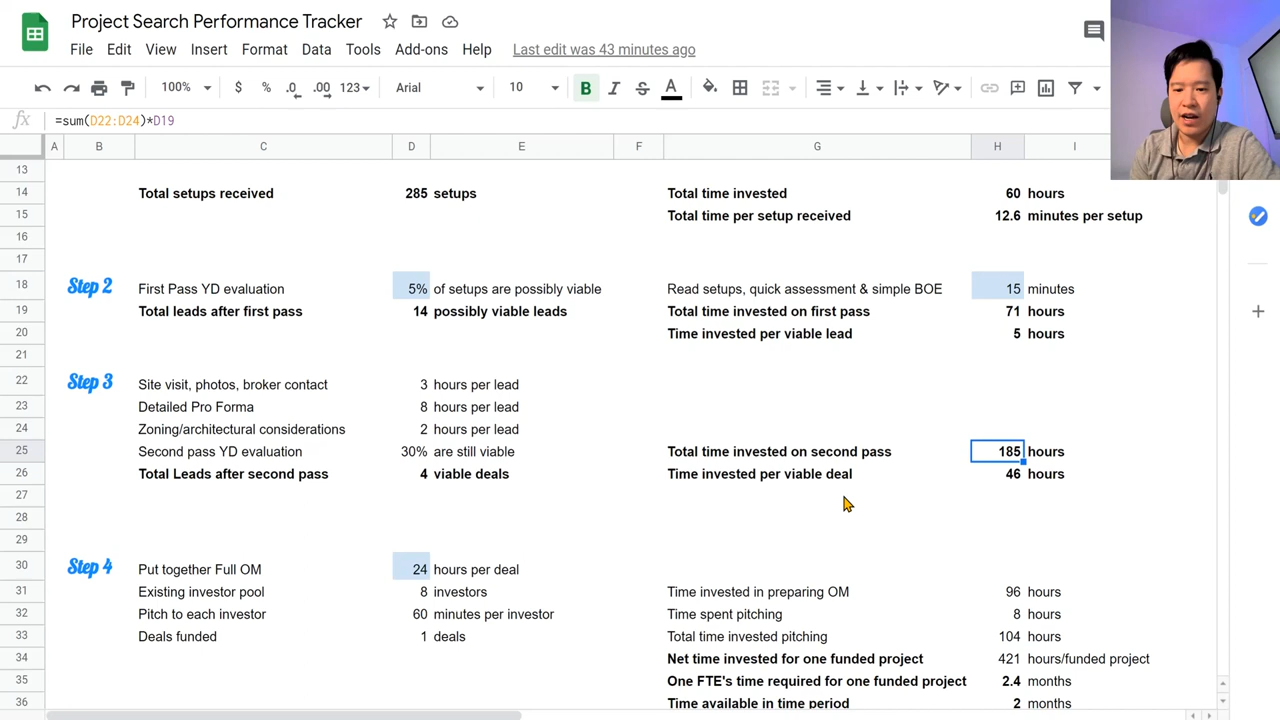 Project Search Performance Tracker
File Edit View Insert Format Data Tools Add-ons Help Last edit was 43 minutes ago
100% $ % .0 .00 123 Arial 10 B I S A
fx =sum(D22:D24)*D19
A B C D E F G H I
13
14 Total setups received 285 setups Total time invested 60 hours
15 Total time per setup received 12.6 minutes per setup
16
17
18 Step 2 First Pass YD evaluation 5% of setups are possibly viable Read setups, quick assessment & simple BOE 15 minutes
19 Total leads after first pass 14 possibly viable leads Total time invested on first pass 71 hours
20 Time invested per viable lead 5 hours
21
22 Step 3 Site visit, photos, broker contact 3 hours per lead
23 Detailed Pro Forma 8 hours per lead
24 Zoning/architectural considerations 2 hours per lead
25 Second pass YD evaluation 30% are still viable Total time invested on second pass 185 hours
26 Total Leads after second pass 4 viable deals Time invested per viable deal 46 hours
27
28
29
30 Step 4 Put together Full OM 24 hours per deal
31 Existing investor pool 8 investors Time invested in preparing OM 96 hours
32 Pitch to each investor 60 minutes per investor Time spent pitching 8 hours
33 Deals funded 1 deals Total time invested pitching 104 hours
34 Net time invested for one funded project 421 hours/funded project
35 One FTE's time required for one funded project 2.4 months
36 Time available in time period 2 months